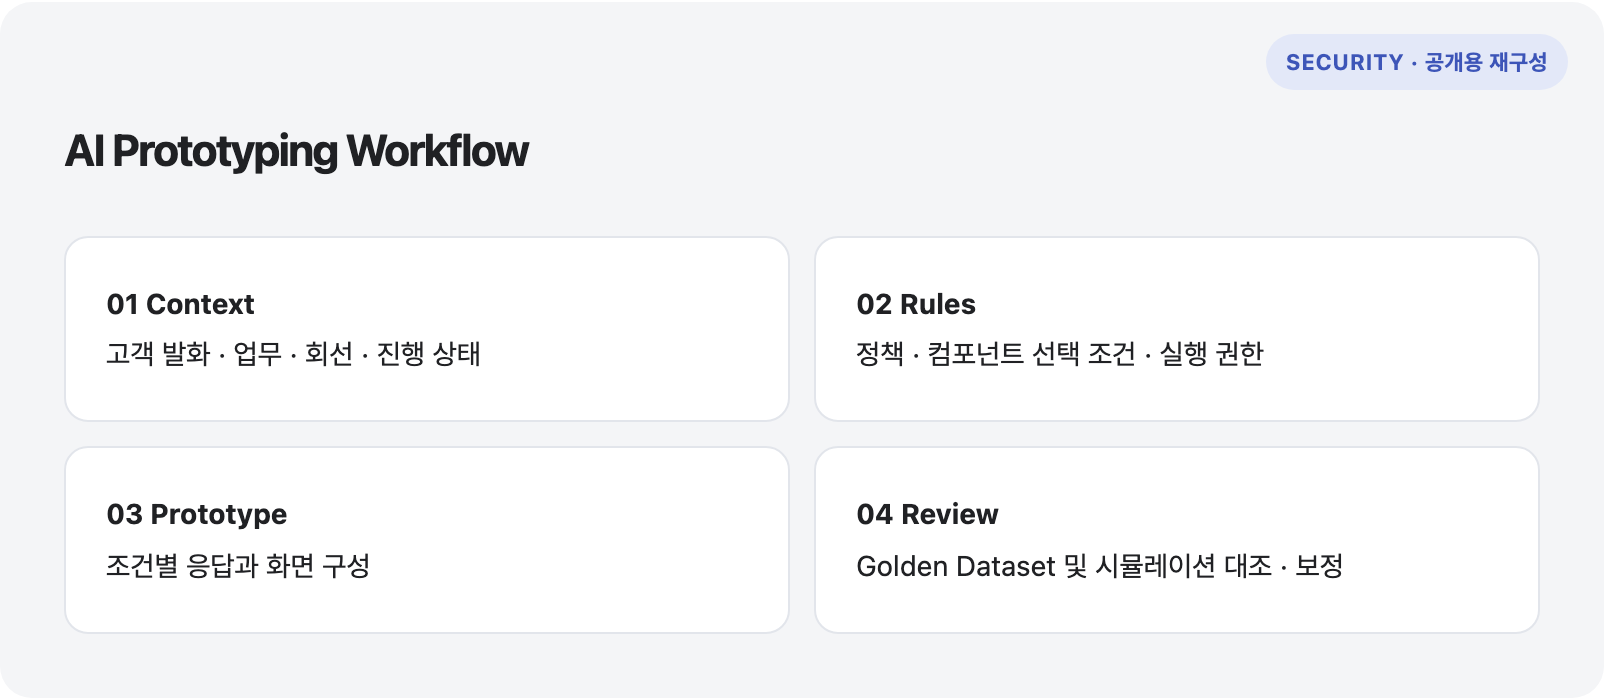 SECURITY · 공개용 재구성
AI Prototyping Workflow
01 Context
고객 발화 · 업무 · 회선 · 진행 상태
02 Rules
정책 · 컴포넌트 선택 조건 · 실행 권한
03 Prototype
조건별 응답과 화면 구성
04 Review
Golden Dataset 및 시뮬레이션 대조 · 보정